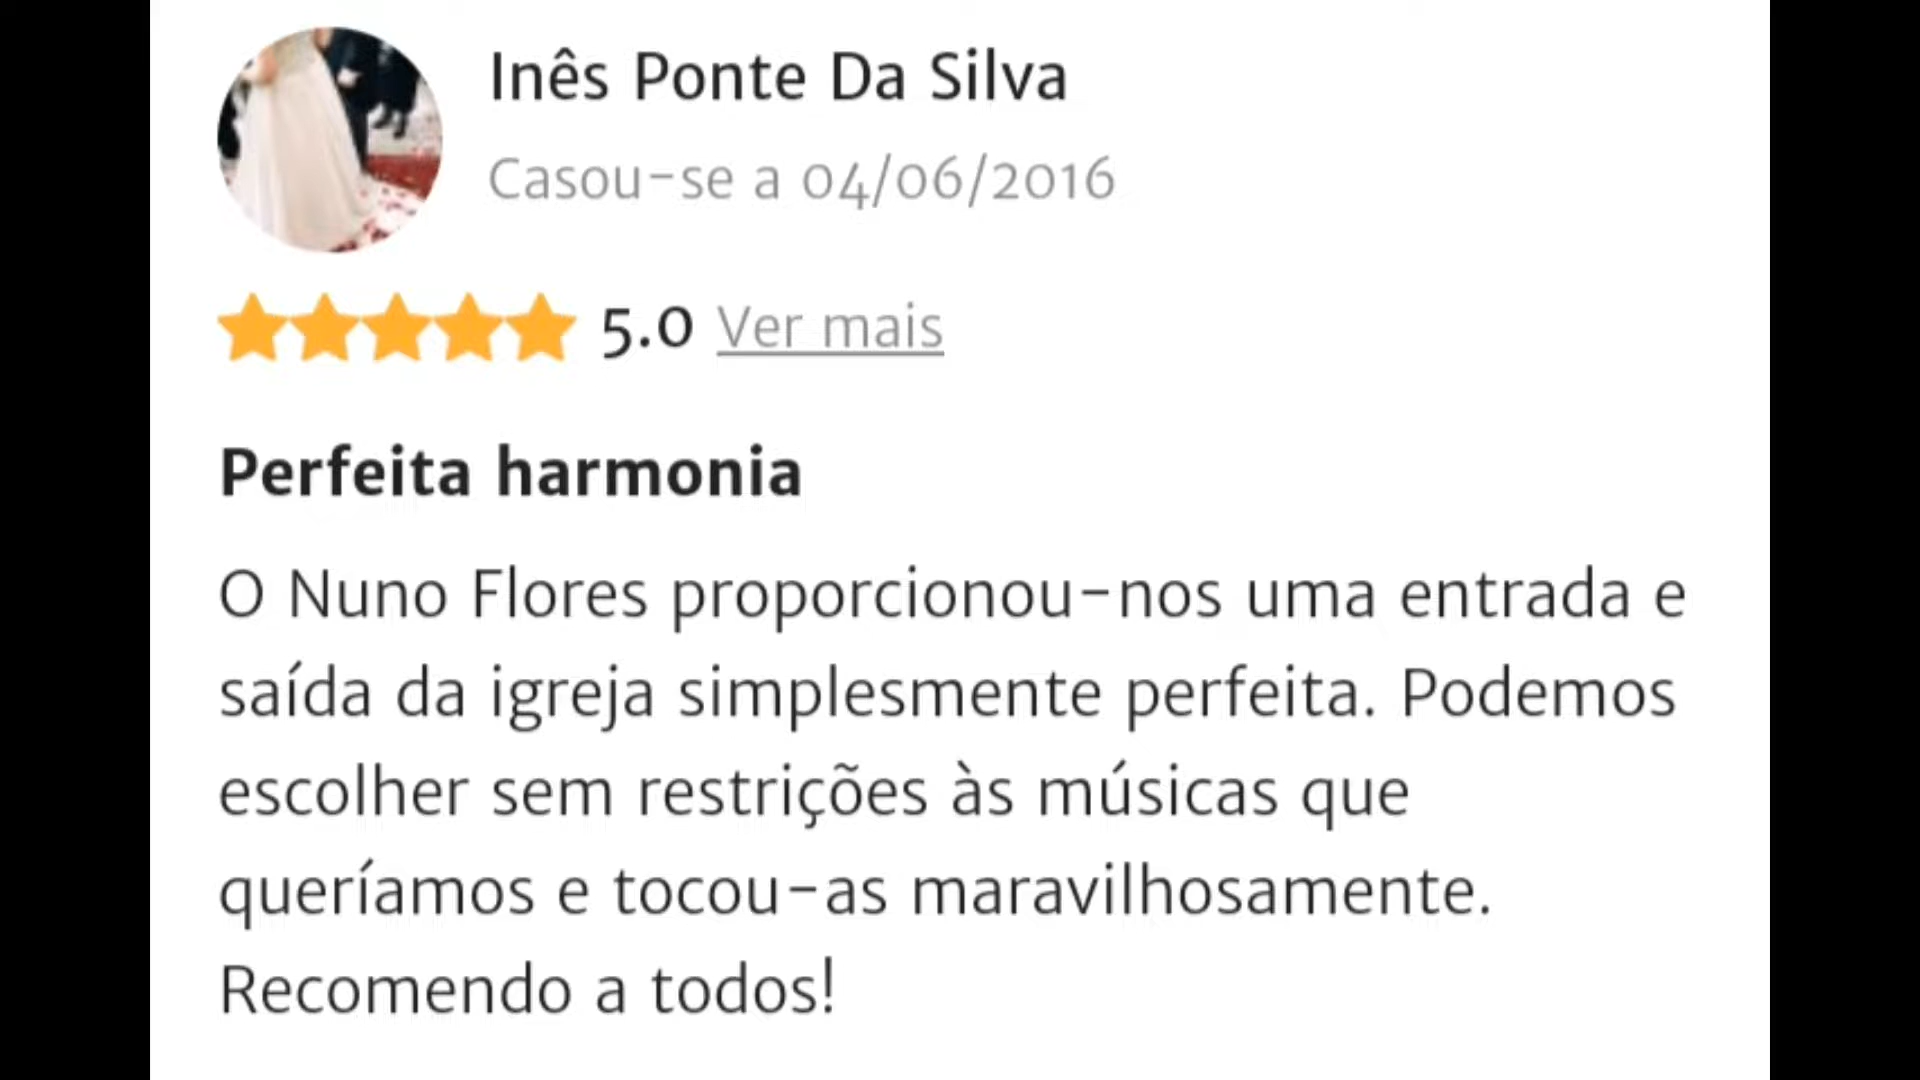 Inês Ponte Da Silva
Casou-se a 04/06/2016
5.0 Ver mais
Perfeita harmonia
O Nuno Flores proporcionou-nos uma entrada e
saída da igreja simplesmente perfeita. Podemos
escolher sem restrições às músicas que
queríamos e tocou-as maravilhosamente.
Recomendo a todos!